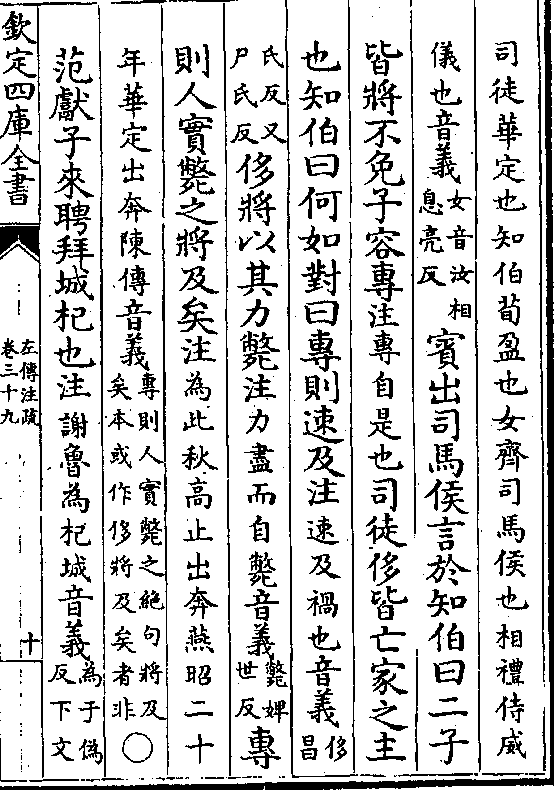 司徒華定也知伯荀盈也女齊司馬侯也相禮侍威
儀也音義女音汝相息亮反賓出司馬侯言於知伯曰二子
皆將不免子容專注專自是也司徒侈皆亡家之主
也知伯曰何如對曰專則速及注速及禍也音義侈昌
氏反又尸氏反侈將以其力斃注力盡而自斃音義斃婢世反專
則人實斃之將及矣注為此秋高止出奔燕昭二十
年華定出奔陳傳音義專則人實斃之絶句將及矣本或作侈將及矣者非〇
范獻子來聘拜城杞也注謝魯為杞城音義為于偽反下文
欽定四庫全書
左傳注疏
卷三十九
十